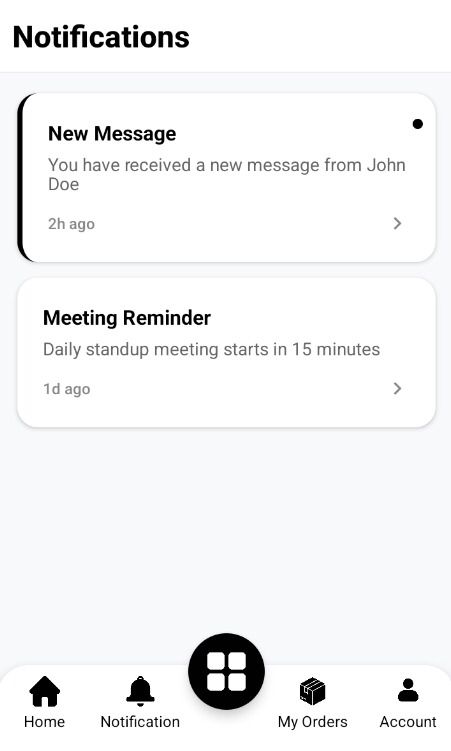 Notifications
New Message
You have received a new message from John
Doe
2h ago
Meeting Reminder
Daily standup meeting starts in 15 minutes
1d ago
Home
Notification
My Orders
Account